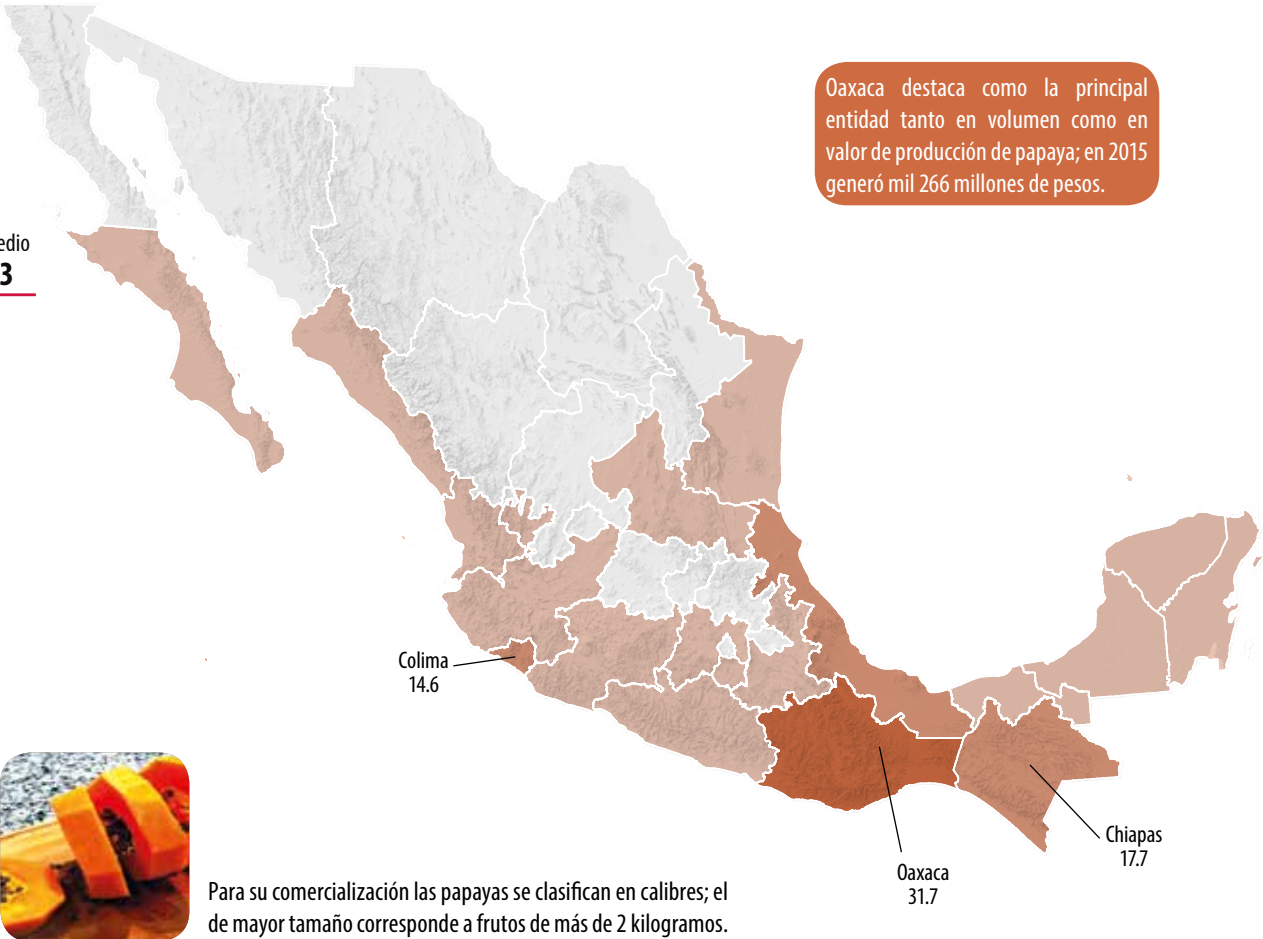 Oaxaca destaca como la principal
entidad tanto en volumen como en
valor de producción de papaya; en 2015
generó mil 266 millones de pesos.
edio
3
Colima
14.6
Chiapas
17.7
Oaxaca
31.7
Para su comercialización las papayas se clasifican en calibres; el
de mayor tamaño corresponde a frutos de más de 2 kilogramos.